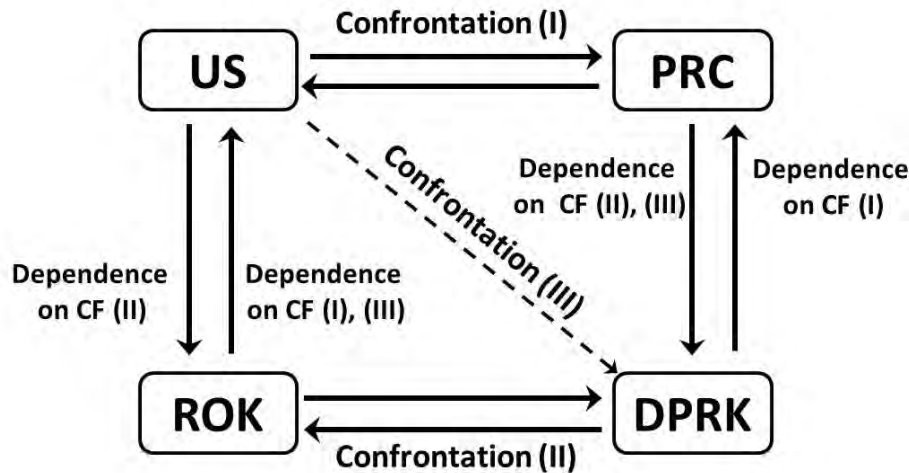 Confrontation (I)
US
PRC
Confrontation (III)
Dependence
on  CF (II), (III)
Dependence
on CF (I)
Dependence
on CF (II)
Dependence
on CF (I), (III)
ROK
DPRK
Confrontation (II)